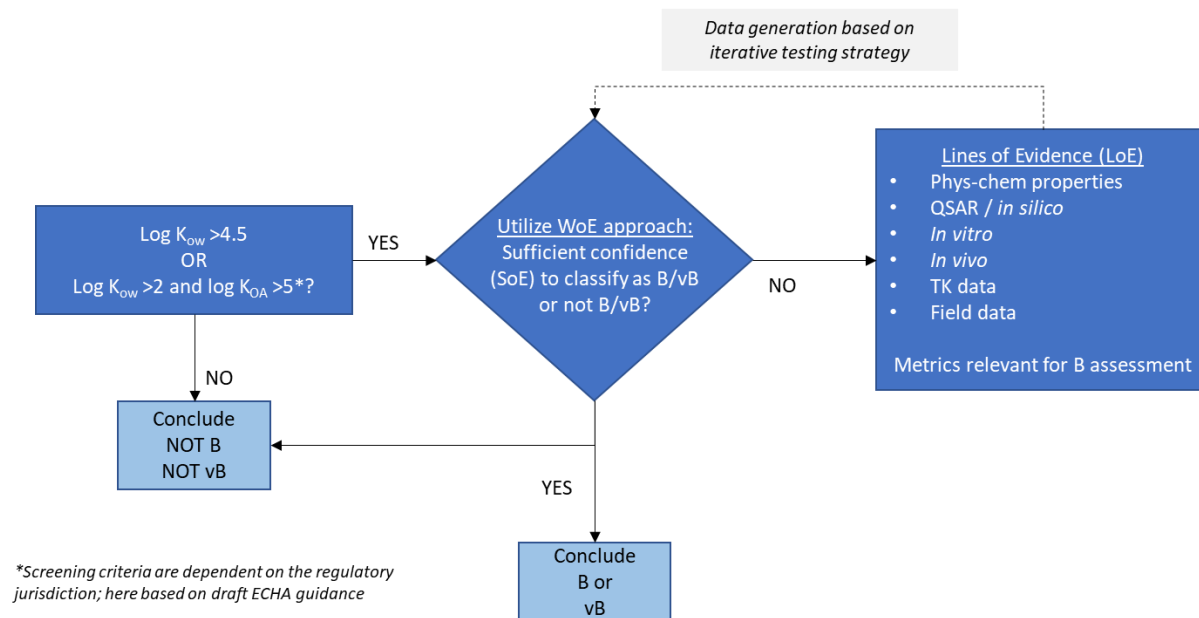 Data generation based on
iterative testing strategy
Log Kow >4.5
OR
Log Kow >2 and log KOA >5*?
YES
Utilize WoE approach:
Sufficient confidence
(SoE) to classify as B/vB
or not B/vB?
NO
Lines of Evidence (LoE)
• Phys-chem properties
• QSAR / in silico
• In vitro
• In vivo
• TK data
• Field data
Metrics relevant for B assessment
NO
Conclude
NOT B
NOT vB
YES
Conclude
B or
vB
*Screening criteria are dependent on the regulatory
jurisdiction; here based on draft ECHA guidance